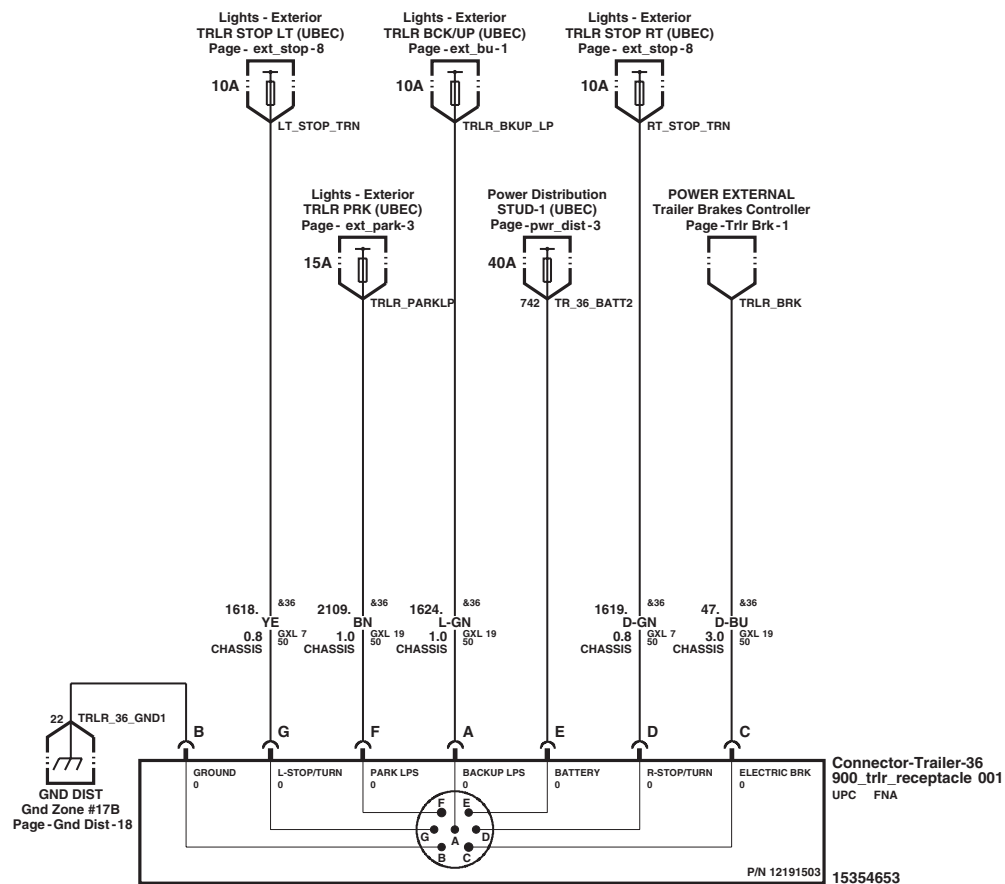 Lights - Exterior
TRLR STOP LT (UBEC)
Page - ext_stop-8
10A
LT_STOP_TRN
Lights - Exterior
TRLR BCK/UP (UBEC)
Page - ext_bu-1
10A
TRLR_BKUP_LP
Lights - Exterior
TRLR STOP RT (UBEC)
Page - ext_stop-8
10A
RT_STOP_TRN
Lights - Exterior
TRLR PRK (UBEC)
Page - ext_park-3
15A
TRLR_PARKLP
Power Distribution
STUD-1 (UBEC)
Page-pwr_dist-3
40A
742 TR_36_BATT2
POWER EXTERNAL
Trailer Brakes Controller
Page-Trlr Brk-1
TRLR_BRK
1618. &36
YE
0.8 GXL 7
CHASSIS 50
2109. &36
BN
1.0 GXL 19
CHASSIS 50
1624. &36
L-GN
1.0 GXL 19
CHASSIS 50
1619. &36
D-GN
0.8 GXL 7
CHASSIS 50
47. &36
D-BU
3.0 GXL 19
CHASSIS 50
22 TRLR_36_GND1
GND DIST
Gnd Zone #17B
Page-Gnd Dist-18
B G F A E D C
GROUND
0
L-STOP/TURN
0
PARK LPS
0
BACKUP LPS
0
BATTERY
0
R-STOP/TURN
0
ELECTRIC BRK
0
F E
G A D
B C
Connector-Trailer-36
900_trlr_receptacle 001
UPC FNA
P/N 12191503
15354653